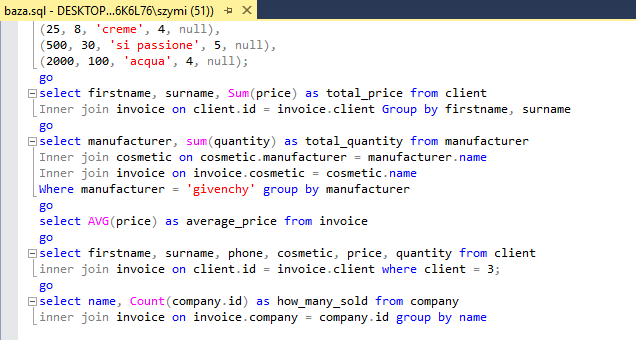 baza.sql - DESKTOP...6K6L76\szymi (51))
(25, 8, 'creme', 4, null),
(500, 30, 'si passione', 5, null),
(2000, 100, 'acqua', 4, null);
go
select firstname, surname, Sum(price) as total_price from client
Inner join invoice on client.id = invoice.client Group by firstname, surname
go
select manufacturer, sum(quantity) as total_quantity from manufacturer
Inner join cosmetic on cosmetic.manufacturer = manufacturer.name
Inner join invoice on invoice.cosmetic = cosmetic.name
Where manufacturer = 'givenchy' group by manufacturer
go
select AVG(price) as average_price from invoice
go
select firstname, surname, phone, cosmetic, price, quantity from client
inner join invoice on client.id = invoice.client where client = 3;
go
select name, Count(company.id) as how_many_sold from company
inner join invoice on invoice.company = company.id group by name